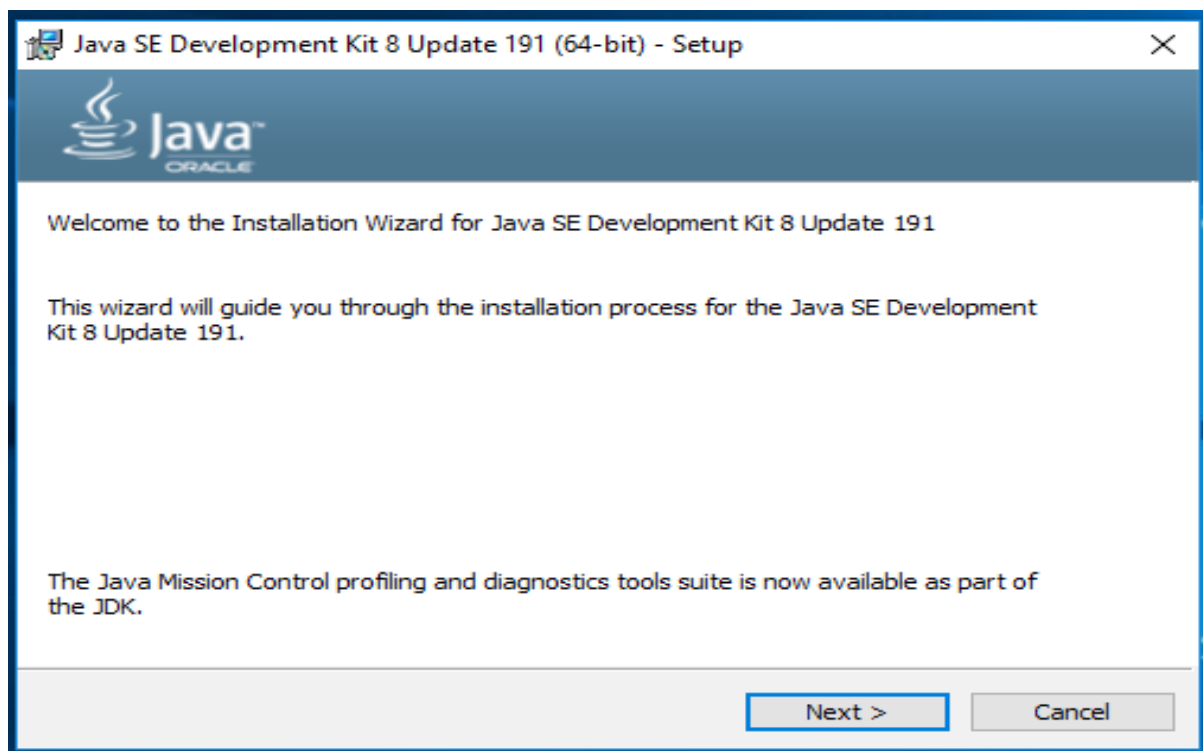 Java SE Development Kit 8 Update 191 (64-bit) - Setup
Java™
ORACLE
Welcome to the Installation Wizard for Java SE Development Kit 8 Update 191
This wizard will guide you through the installation process for the Java SE Development
Kit 8 Update 191.
The Java Mission Control profiling and diagnostics tools suite is now available as part of
the JDK.
Next >
Cancel